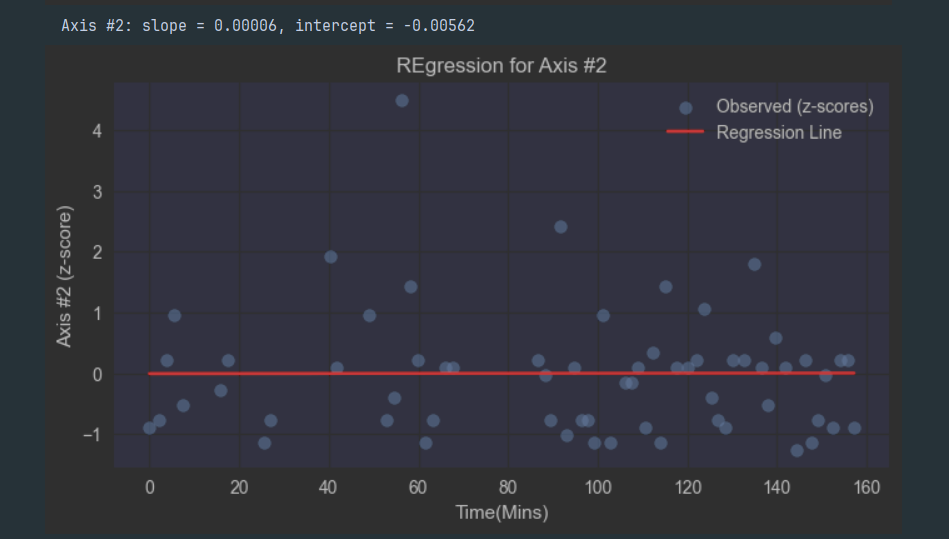 Axis #2: slope = 0.00006, intercept = -0.00562
REgression for Axis #2
Observed (z-scores)
Regression Line
Axis #2 (z-score)
4
3
2
1
0
−1
0 20 40 60 80 100 120 140 160
Time(Mins)